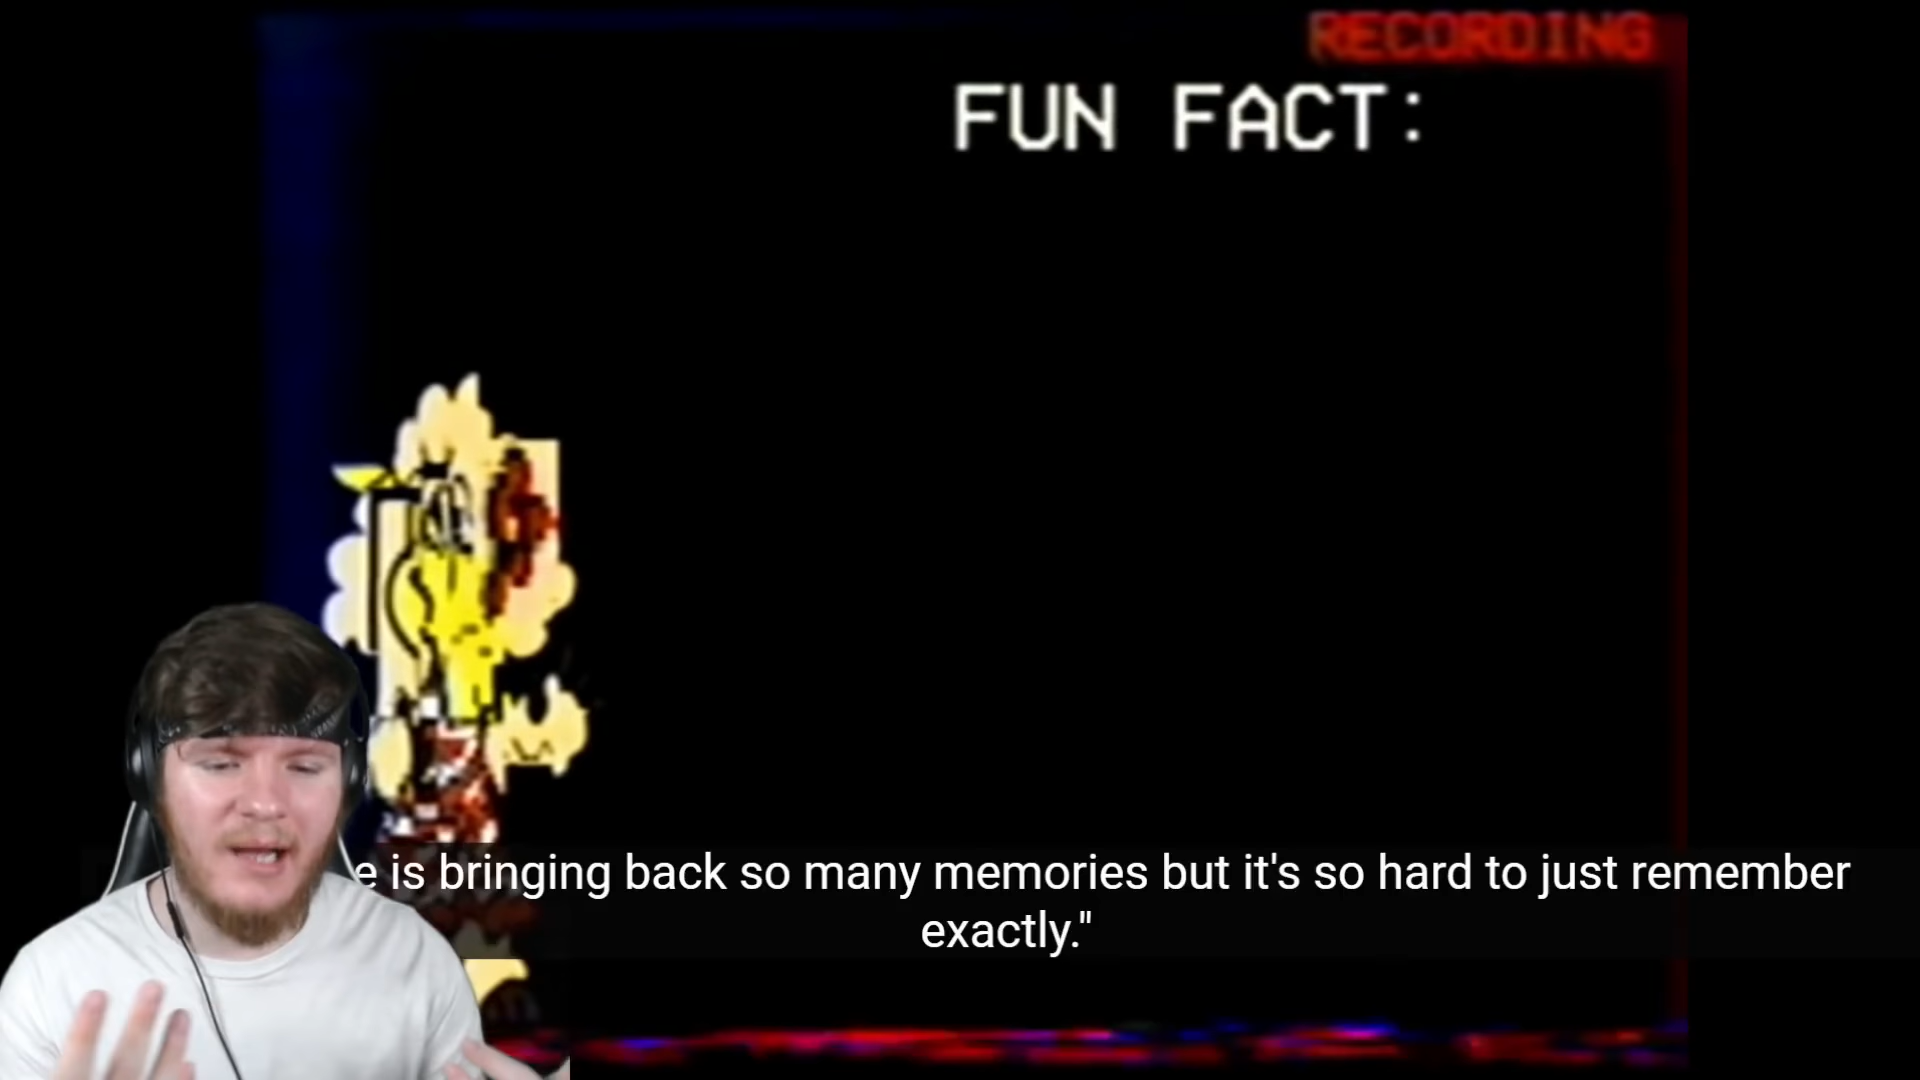 RECORDING
FUN FACT:
is bringing back so many memories but it's so hard to just remember
exactly."